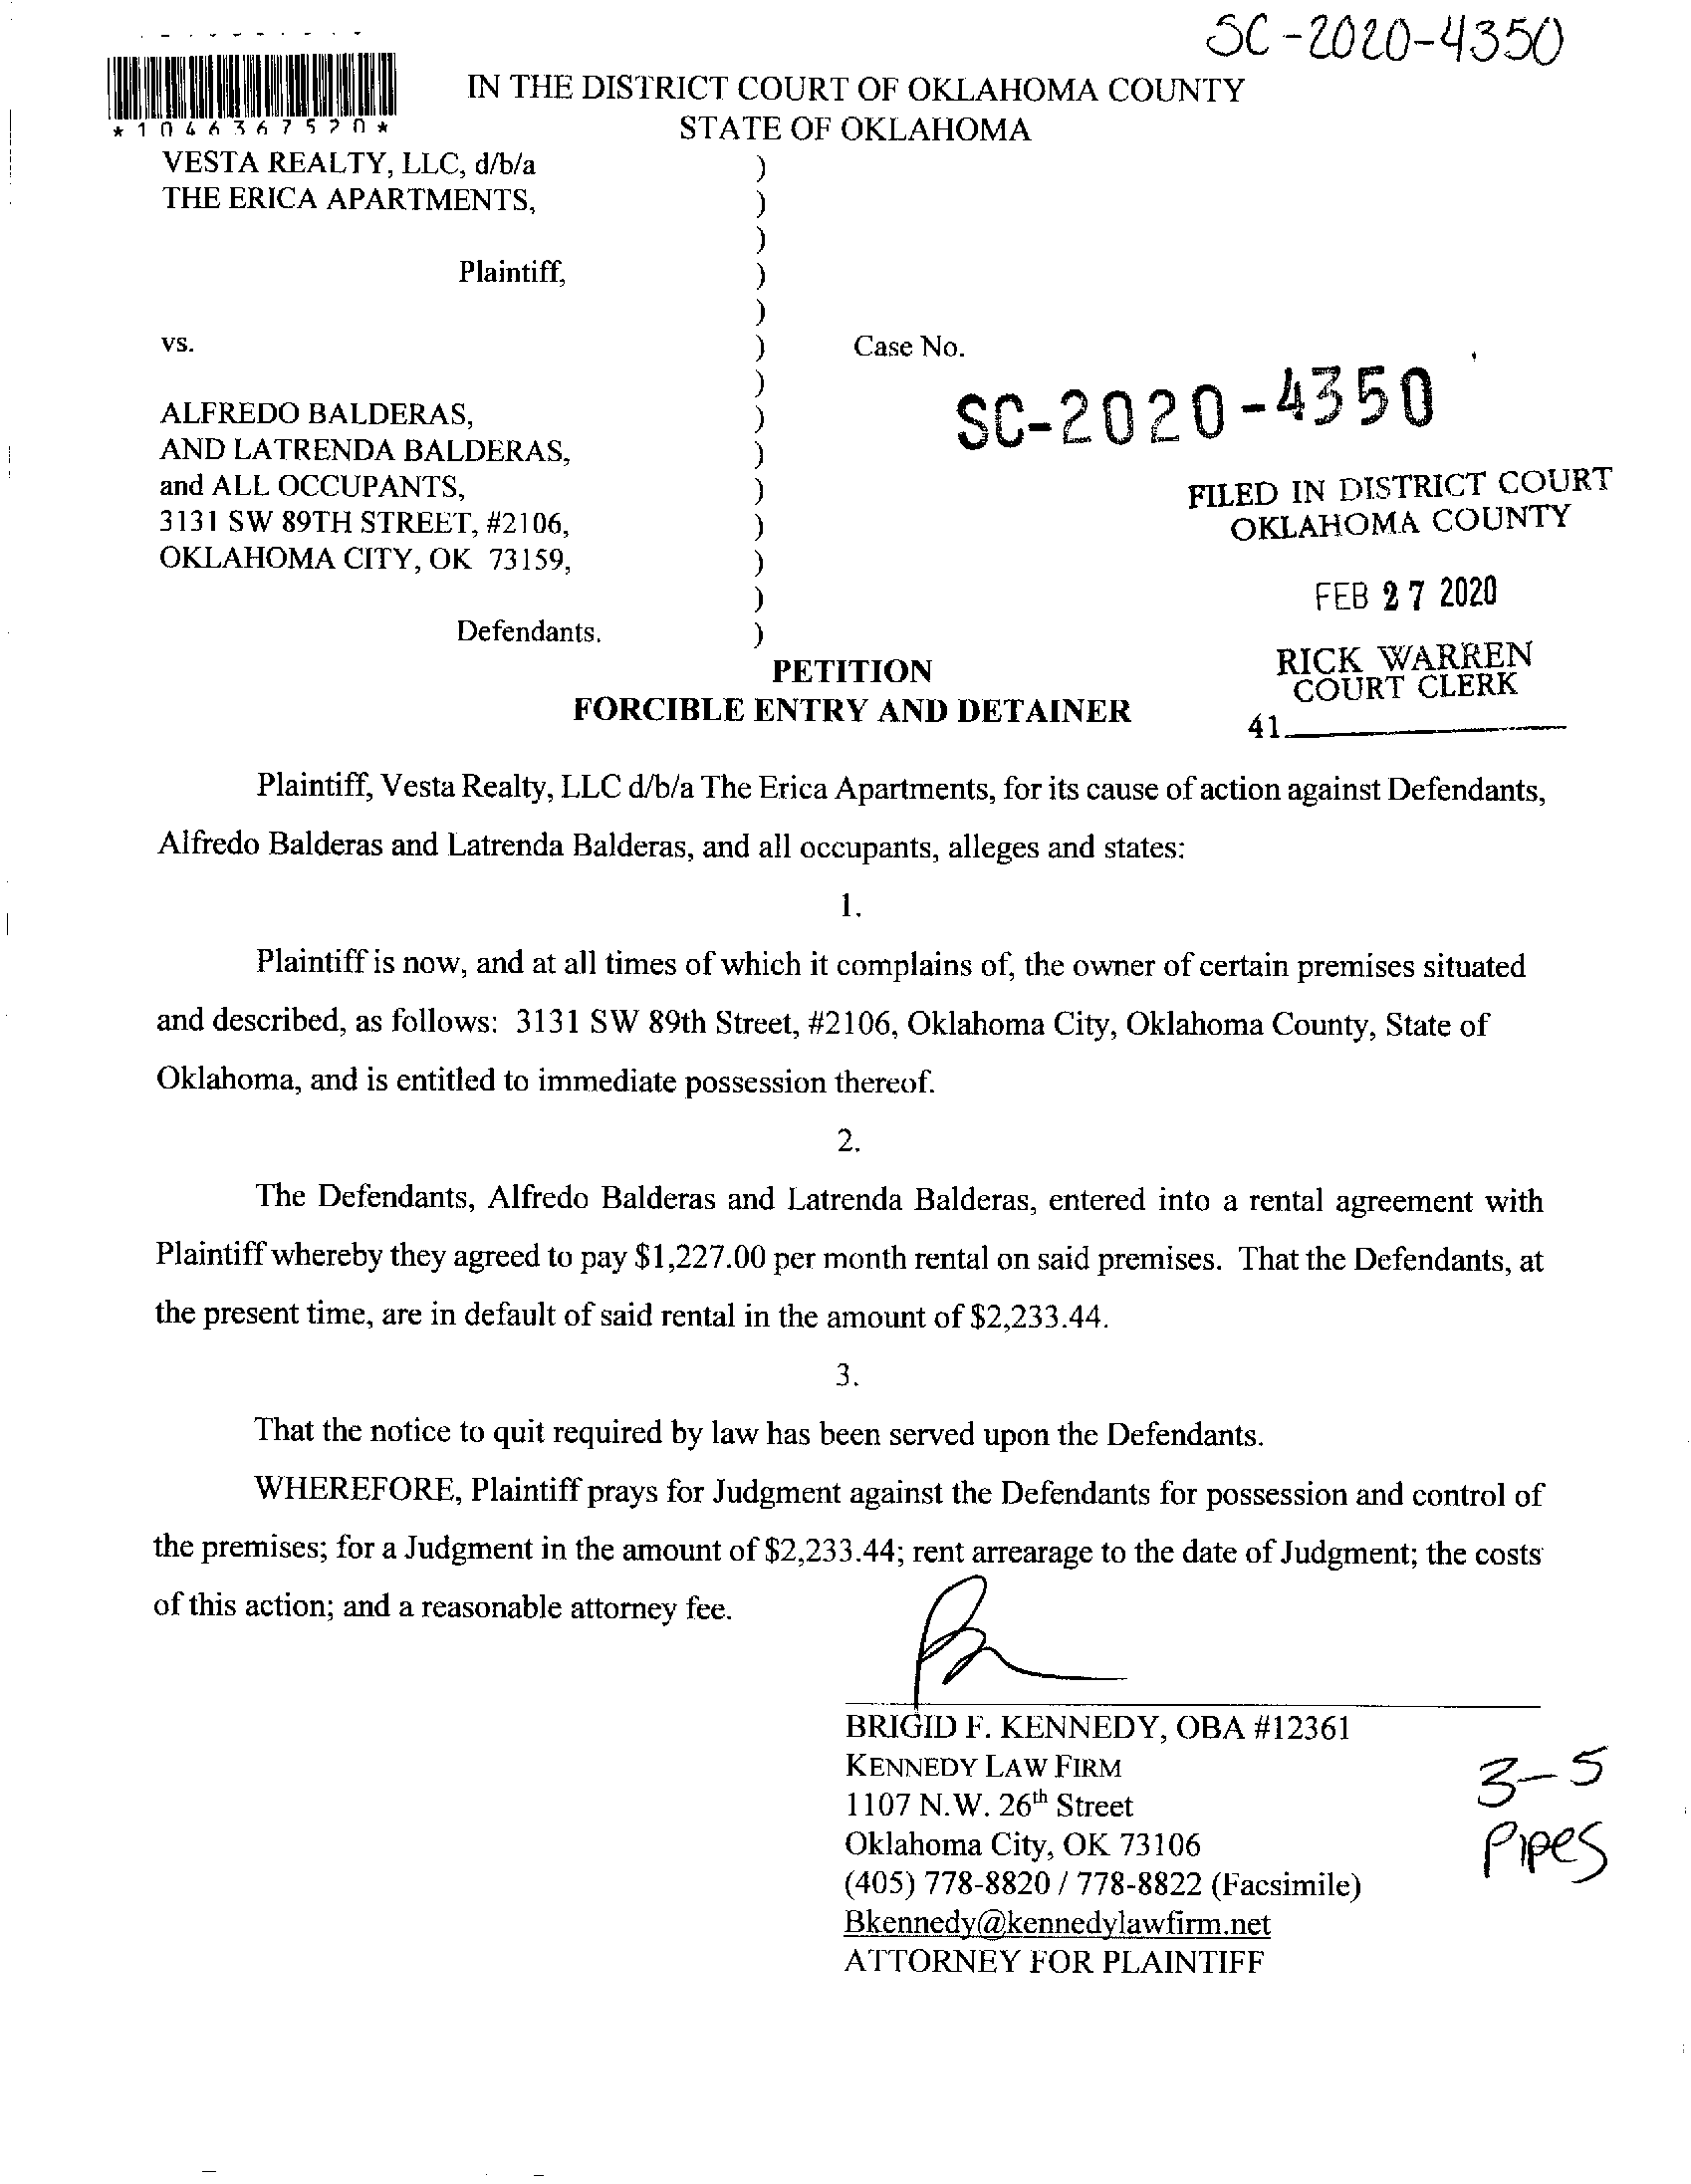 SC-2020-4350
IN THE DISTRICT COURT OF OKLAHOMA COUNTY
STATE OF OKLAHOMA
*1046367520*
VESTA REALTY, LLC, d/b/a )
THE ERICA APARTMENTS, )
)
Plaintiff, )
)
vs. ) Case No.
)
SC-2020-4350
ALFREDO BALDERAS, )
AND LATRENDA BALDERAS, )
and ALL OCCUPANTS, )
3131 SW 89TH STREET, #2106, )
OKLAHOMA CITY, OK 73159, )
)
Defendants. )
FILED IN DISTRICT COURT
OKLAHOMA COUNTY
FEB 27 2020
RICK WARREN
COURT CLERK
41
PETITION
FORCIBLE ENTRY AND DETAINER
Plaintiff, Vesta Realty, LLC d/b/a The Erica Apartments, for its cause of action against Defendants,
Alfredo Balderas and Latrenda Balderas, and all occupants, alleges and states:
1.
Plaintiff is now, and at all times of which it complains of, the owner of certain premises situated
and described, as follows: 3131 SW 89th Street, #2106, Oklahoma City, Oklahoma County, State of
Oklahoma, and is entitled to immediate possession thereof.
2.
The Defendants, Alfredo Balderas and Latrenda Balderas, entered into a rental agreement with
Plaintiff whereby they agreed to pay $1,227.00 per month rental on said premises. That the Defendants, at
the present time, are in default of said rental in the amount of $2,233.44.
3.
That the notice to quit required by law has been served upon the Defendants.
WHEREFORE, Plaintiff prays for Judgment against the Defendants for possession and control of
the premises; for a Judgment in the amount of $2,233.44; rent arrearage to the date of Judgment; the costs
of this action; and a reasonable attorney fee.
BRIGID F. KENNEDY, OBA #12361
KENNEDY LAW FIRM
1107 N.W. 26th Street
Oklahoma City, OK 73106
(405) 778-8820 / 778-8822 (Facsimile)
Bkennedy@kennedylawfirm.net
ATTORNEY FOR PLAINTIFF
3-5
Pipes